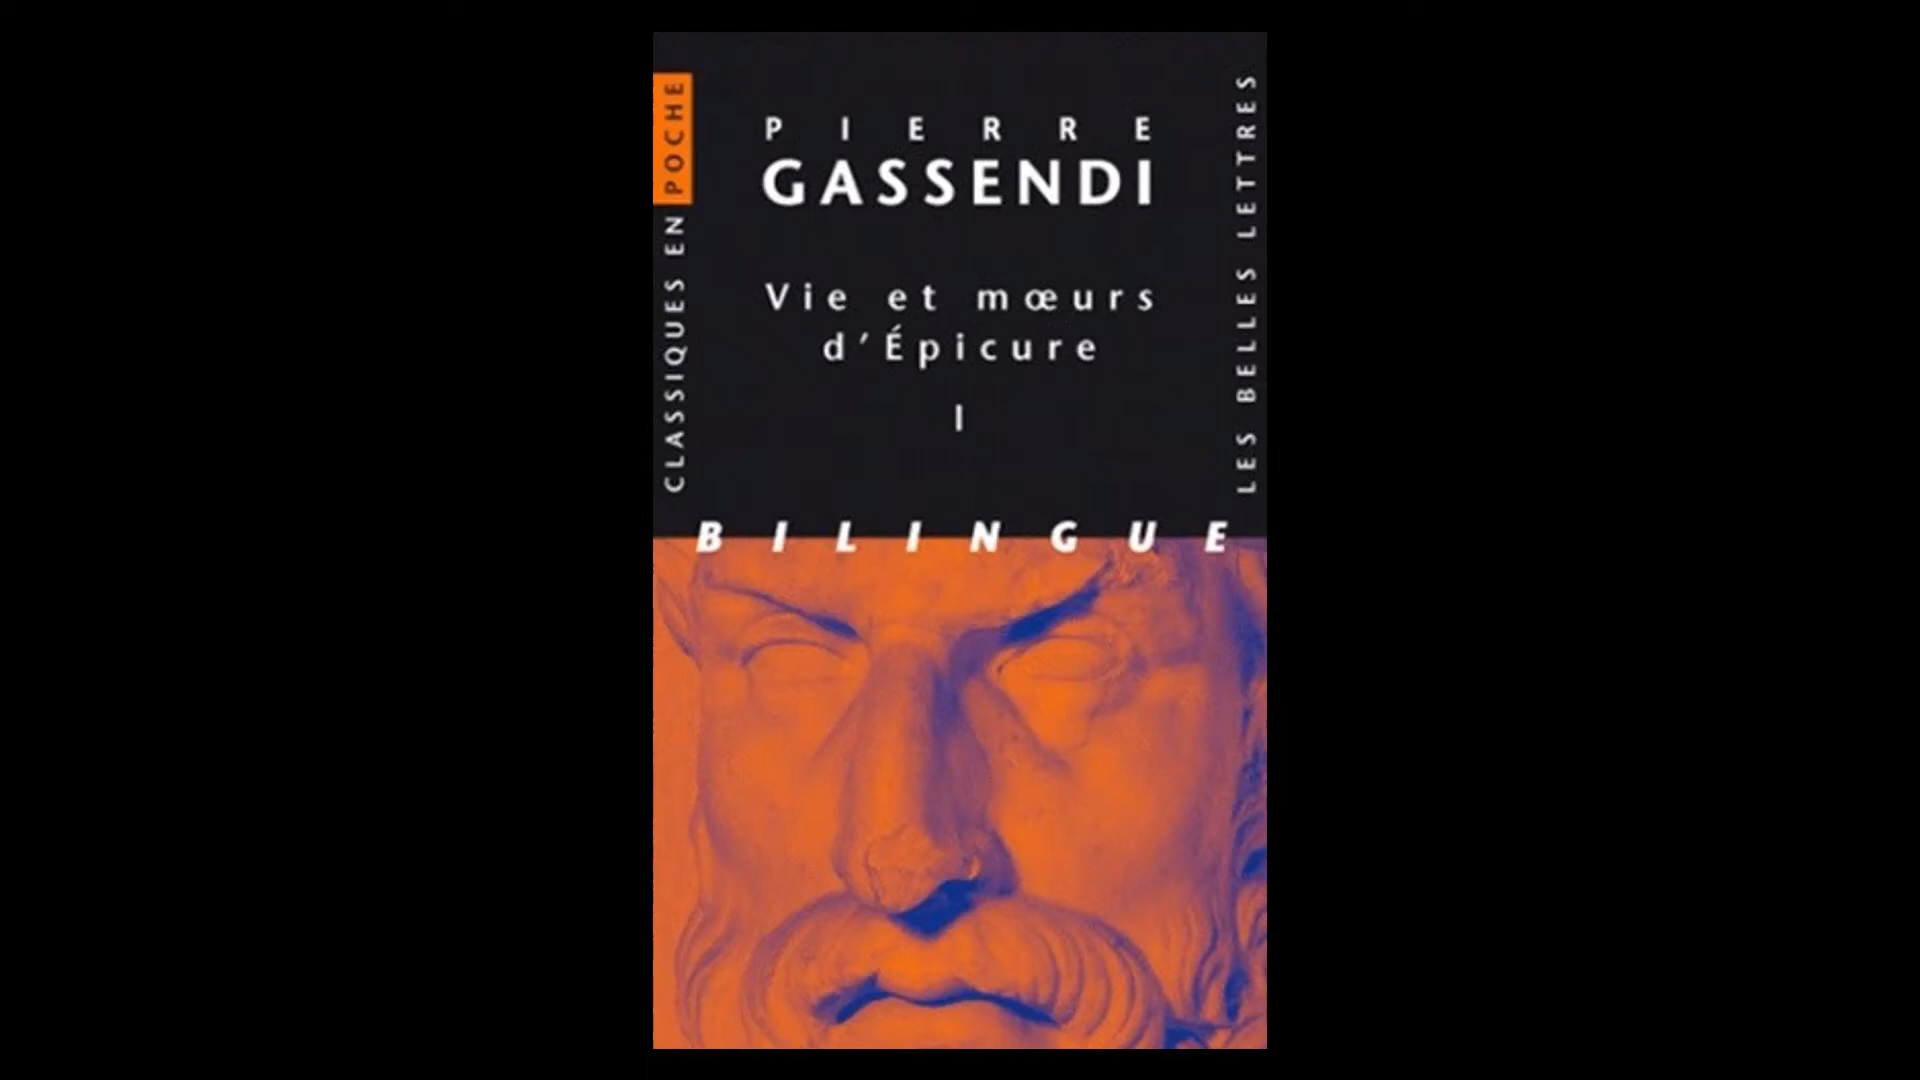 PIERRE
GASSENDI
Vie et mœurs
d'Épicure
I
CLASSIQUES EN POCHE
LES BELLES LETTRES
BILINGUE